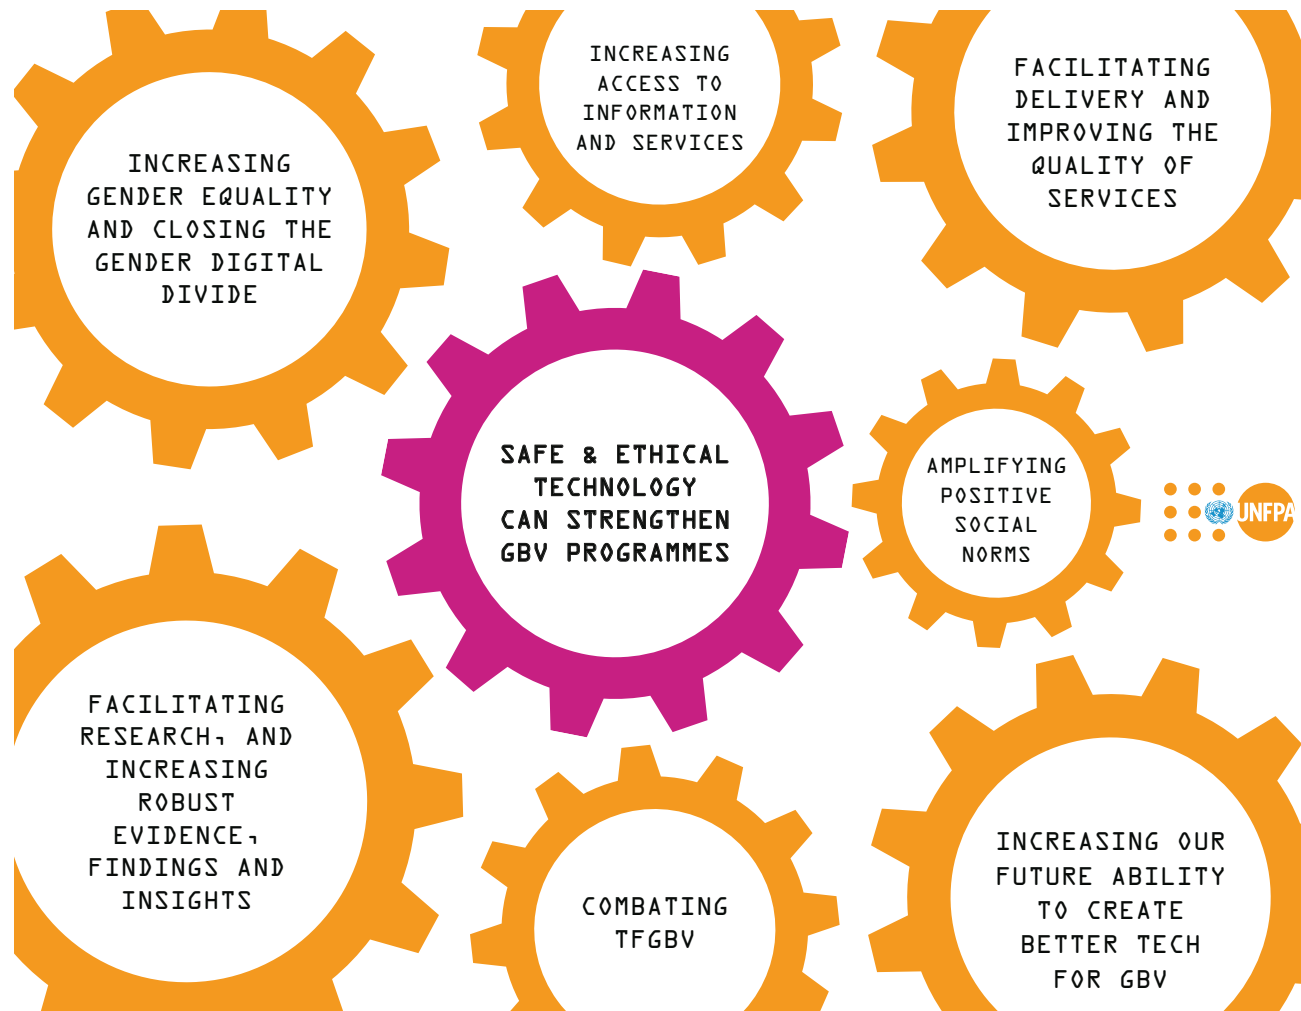 INCREASING
GENDER EQUALITY
AND CLOSING THE
GENDER DIGITAL
DIVIDE
INCREASING
ACCESS TO
INFORMATION
AND SERVICES
FACILITATING
DELIVERY AND
IMPROVING THE
QUALITY OF
SERVICES
SAFE & ETHICAL
TECHNOLOGY
CAN STRENGTHEN
GBV PROGRAMMES
AMPLIFYING
POSITIVE
SOCIAL
NORMS
UNFPA
FACILITATING
RESEARCH, AND
INCREASING
ROBUST
EVIDENCE,
FINDINGS AND
INSIGHTS
COMBATING
TFGBV
INCREASING OUR
FUTURE ABILITY
TO CREATE
BETTER TECH
FOR GBV